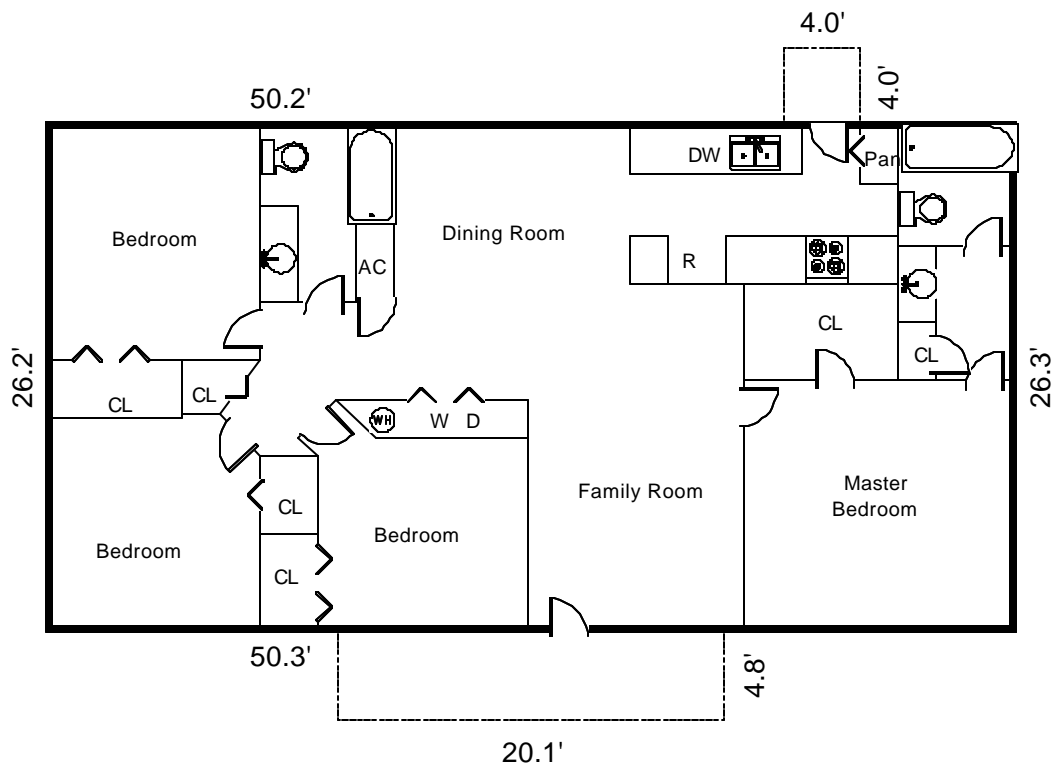 4.0'
50.2'
4.0'
DW
Pan
Bedroom
Dining Room
AC
R
CL
CL
26.2'
CL
CL
26.3'
WH
W D
Master
Bedroom
Family Room
CL
Bedroom
Bedroom
CL
50.3'
4.8'
20.1'